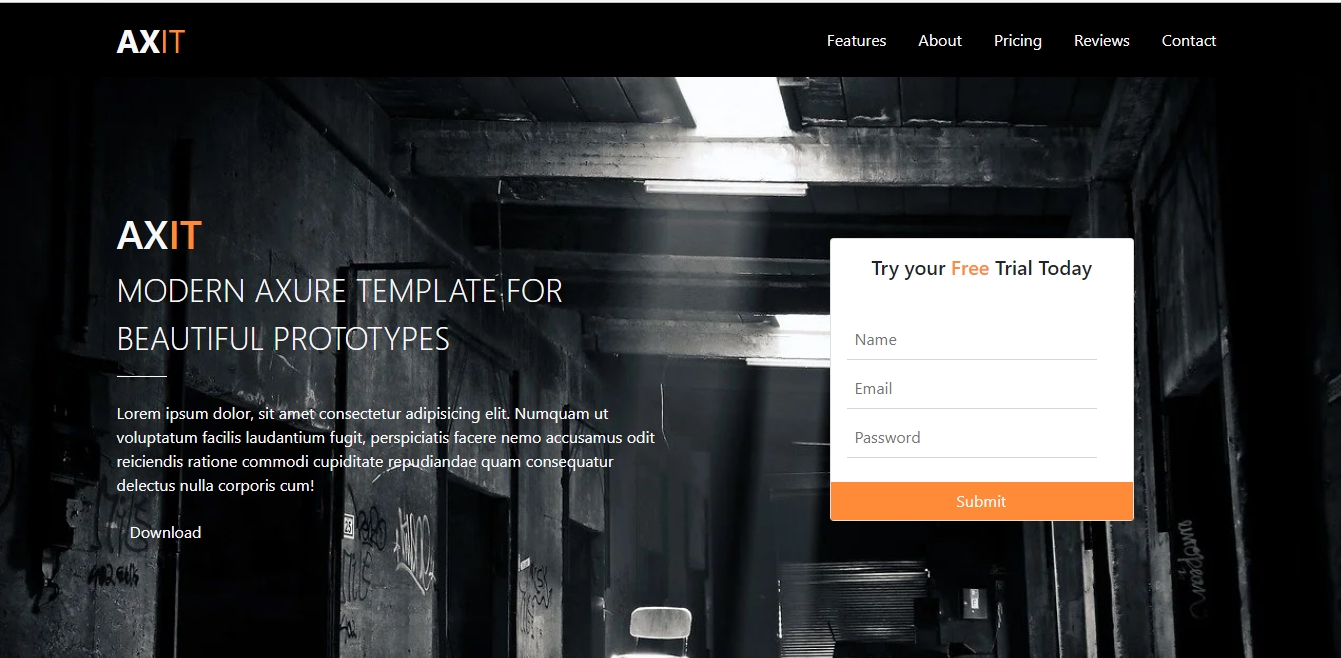 AXIT
Features About Pricing Reviews Contact
AXIT
MODERN AXURE TEMPLATE FOR
BEAUTIFUL PROTOTYPES
Lorem ipsum dolor, sit amet consectetur adipisicing elit. Numquam ut
voluptatum facilis laudantium fugit, perspiciatis facere nemo accusamus odit
reiciendis ratione commodi cupiditate repudiandae quam consequatur
delectus nulla corporis cum!
Download
Try your Free Trial Today
Name
Email
Password
Submit
25